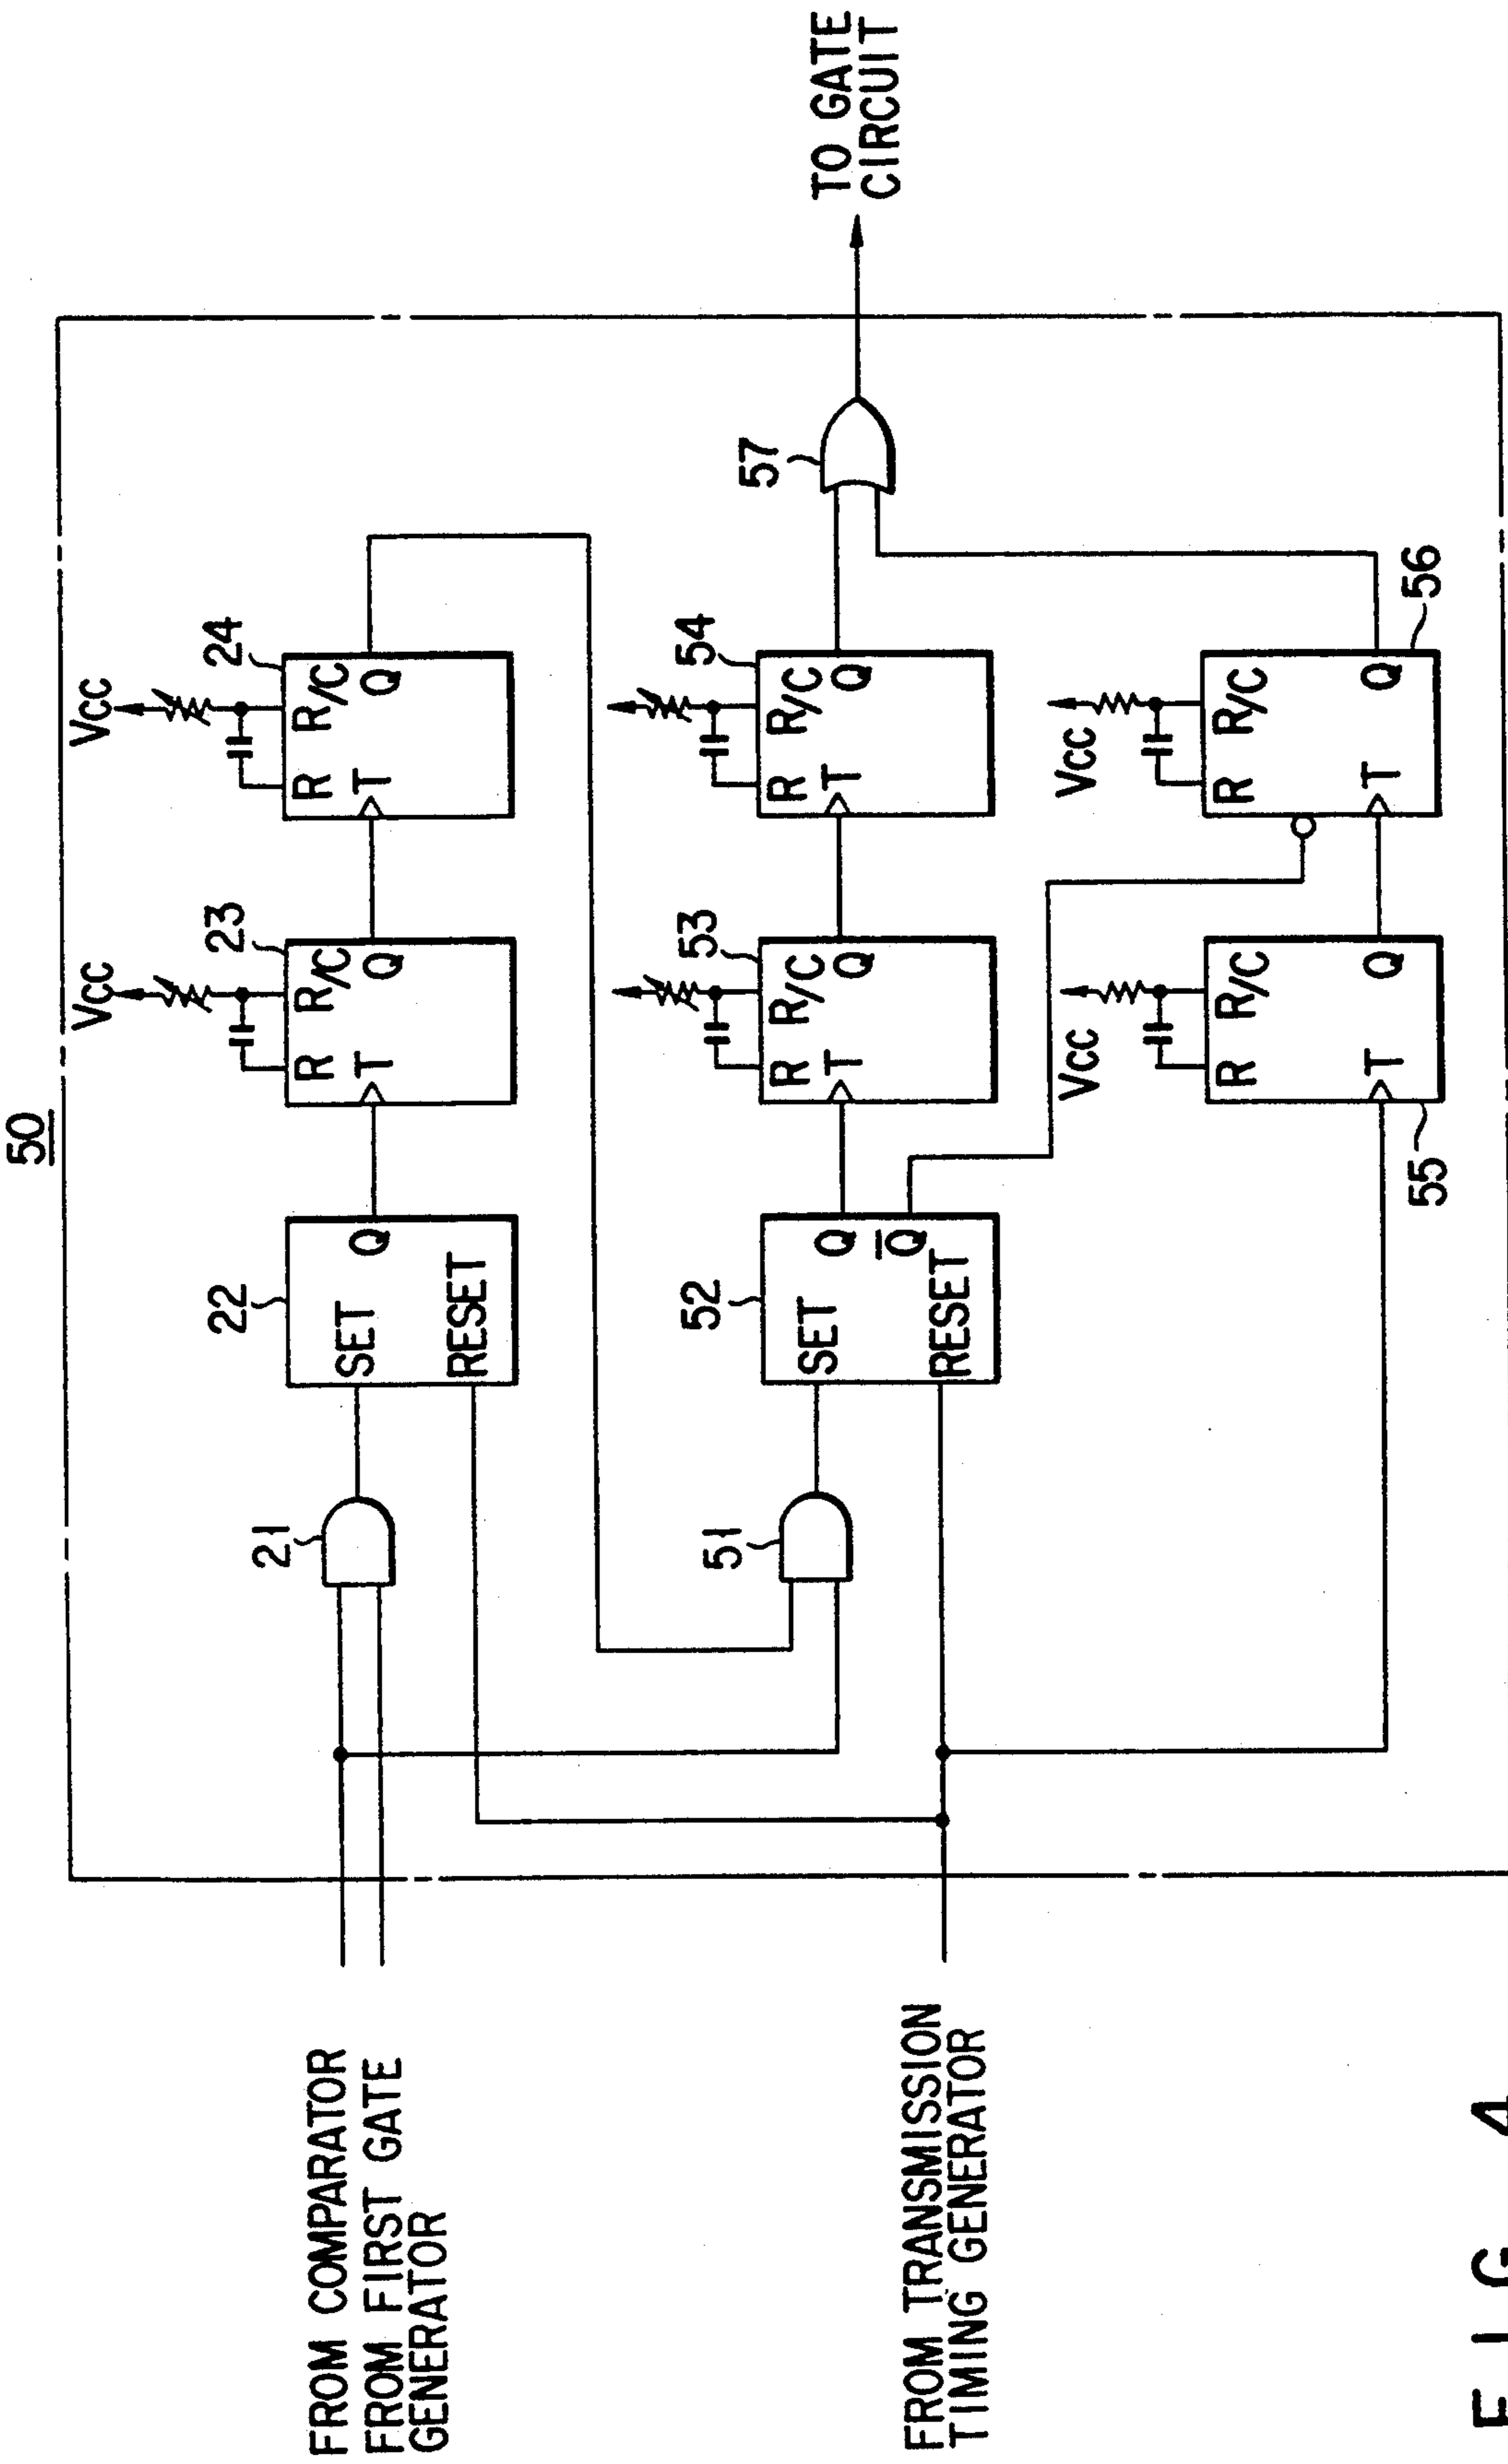 50
FROM COMPARATOR
FROM FIRST GATE
GENERATOR
21
22
SET
Q
RESET
VCC
23
R
R/C
T
Q
VCC
24
R
R/C
T
Q
51
52
SET
Q
Q̅
RESET
53
R
R/C
T
Q
54
R
R/C
T
Q
57
TO GATE
CIRCUIT
FROM TRANSMISSION
TIMING GENERATOR
VCC
R
R/C
T
Q
55
VCC
R
R/C
T
Q
56
FIG. 4